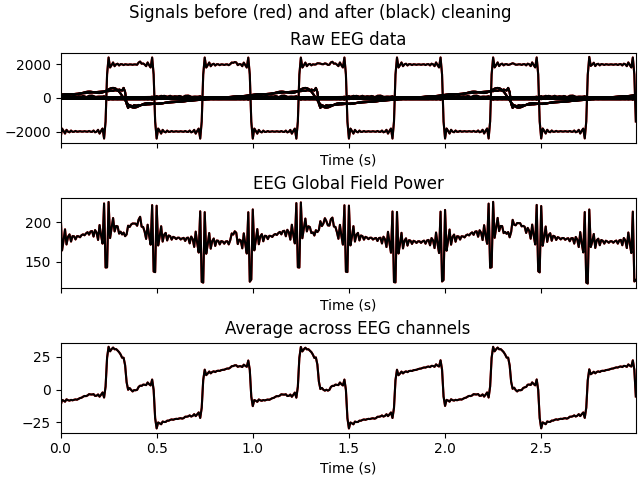 Signals before (red) and after (black) cleaning
Raw EEG data
2000
0
−2000
Time (s)
EEG Global Field Power
200
150
Time (s)
Average across EEG channels
25
0
−25
0.0 0.5 1.0 1.5 2.0 2.5
Time (s)